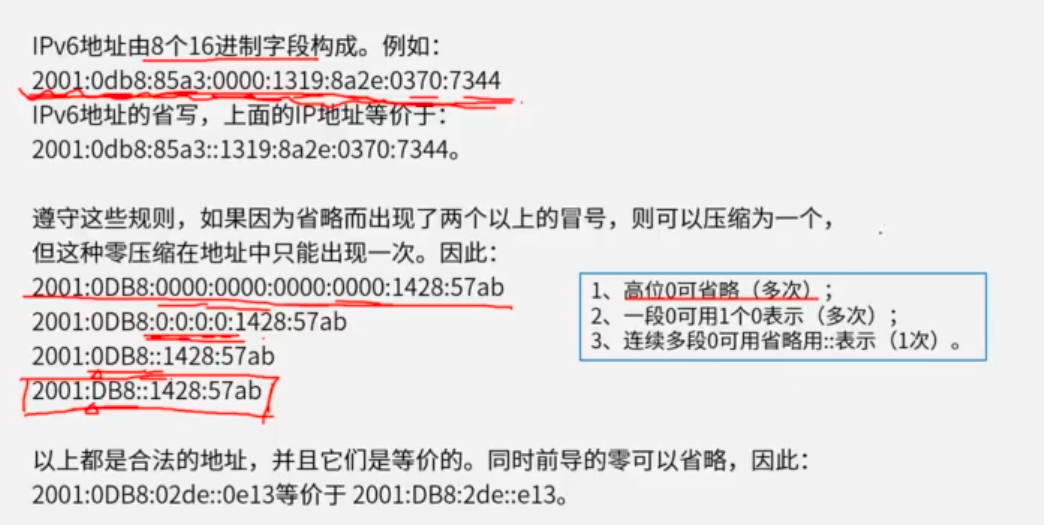 IPv6地址由8个16进制字段构成。例如：
2001:0db8:85a3:0000:1319:8a2e:0370:7344
IPv6地址的省写，上面的IP地址等价于：
2001:0db8:85a3::1319:8a2e:0370:7344。
遵守这些规则，如果因为省略而出现了两个以上的冒号，则可以压缩为一个，
但这种零压缩在地址中只能出现一次。因此：
2001:0DB8:0000:0000:0000:0000:1428:57ab
2001:0DB8:0:0:0:0:1428:57ab
2001:0DB8::1428:57ab
2001:DB8::1428:57ab
1、高位0可省略（多次）；
2、一段0可用1个0表示（多次）；
3、连续多段0可用省略用::表示（1次）。
以上都是合法的地址，并且它们是等价的。同时前导的零可以省略，因此：
2001:0DB8:02de::0e13等价于 2001:DB8:2de::e13。